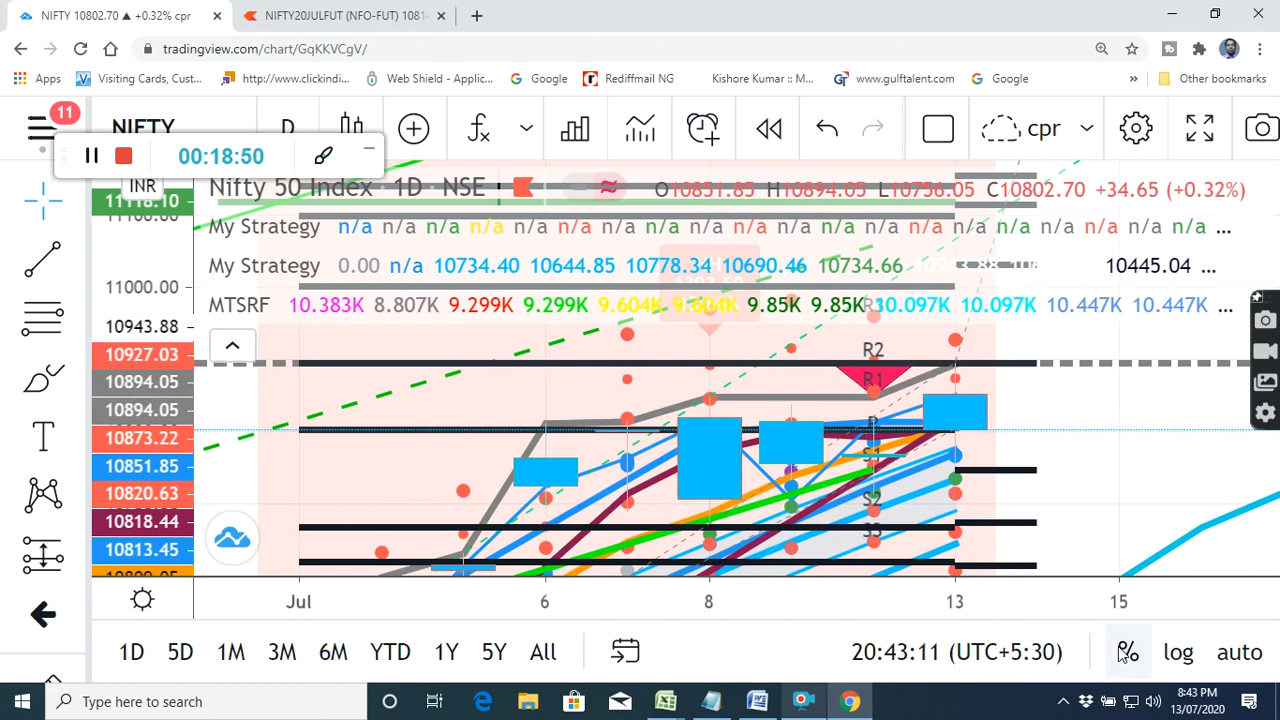 NIFTY 10802.70 ▲ +0.32% cpr
NIFTY20JULFUT (NFO-FUT) 1081
tradingview.com/chart/GqKKVCgV/
Apps
Visiting Cards, Cust...
http://www.clickindi...
Web Shield - Applic...
Google
Rediffmail NG
Kishore Kumar :: M...
www.gulftalent.com
Google
»
Other bookmarks
11
NIFTY
D
cpr
00:18:50
INR
Nifty 50 Index · 1D · NSE
O10851.85 H10894.05 L10756.05 C10802.70 +34.65 (+0.32%)
My Strategy n/a n/a n/a n/a n/a n/a n/a n/a n/a n/a n/a n/a n/a n/a n/a n/a n/a ...
My Strategy 0.00 n/a 10734.40 10644.85 10778.34 10690.46 10734.66 10943.88 10445.04 ...
MTSRF 10.383K 8.807K 9.299K 9.299K 9.604K 9.604K 9.85K 9.85K 10.097K 10.097K 10.447K 10.447K ...
11118.10
11100.00
11000.00
10943.88
10927.03
10894.05
10894.05
10873.22
10851.85
10820.63
10818.44
10813.45
R3
R2
R1
P
S1
S2
S3
Jul
6
8
13
15
1D
5D
1M
3M
6M
YTD
1Y
5Y
All
20:43:11 (UTC+5:30)
%
log
auto
Type here to search
8:43 PM
13/07/2020